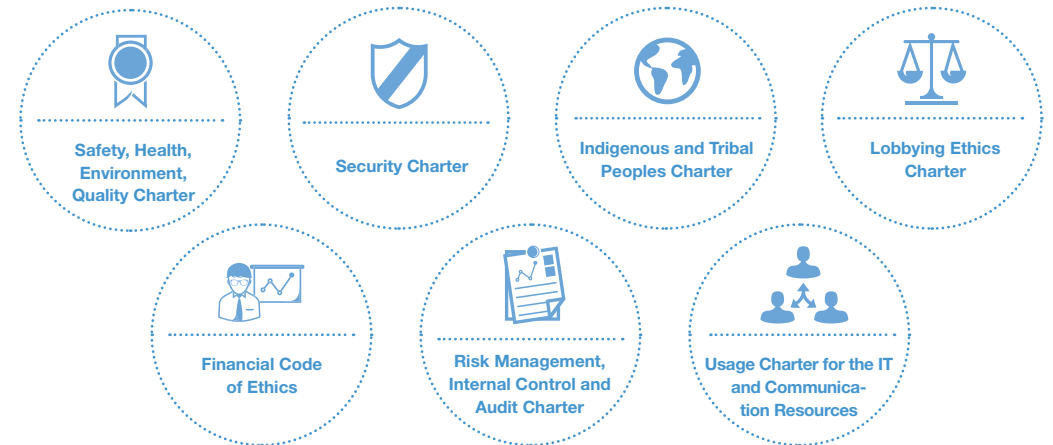 Safety, Health,
Environment,
Quality Charter
Security Charter
Indigenous and Tribal
Peoples Charter
Lobbying Ethics
Charter
Financial Code
of Ethics
Risk Management,
Internal Control and
Audit Charter
Usage Charter for the IT
and Communica-
tion Resources